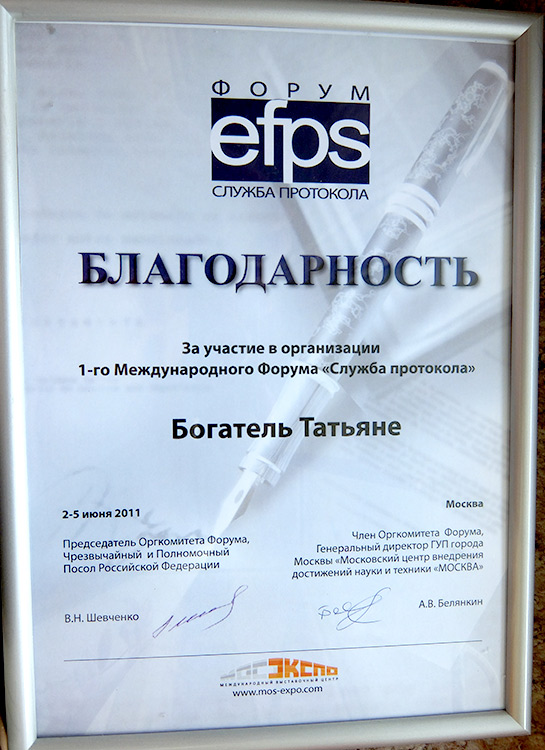 ФОРУМ
efps
СЛУЖБА ПРОТОКОЛА
БЛАГОДАРНОСТЬ
За участие в организации
1-го Международного Форума «Служба протокола»
Богатель Татьяне
2-5 июня 2011
Москва
Председатель Оргкомитета Форума,
Чрезвычайный и Полномочный
Посол Российской Федерации
Член Оргкомитета Форума,
Генеральный директор ГУП города
Москвы «Московский центр внедрения
достижений науки и техники «МОСКВА»
В.Н. Шевченко
А.В. Белянкин
МОСЭКСПО
МЕЖДУНАРОДНЫЙ ВЫСТАВОЧНЫЙ ЦЕНТР
www.mos-expo.com